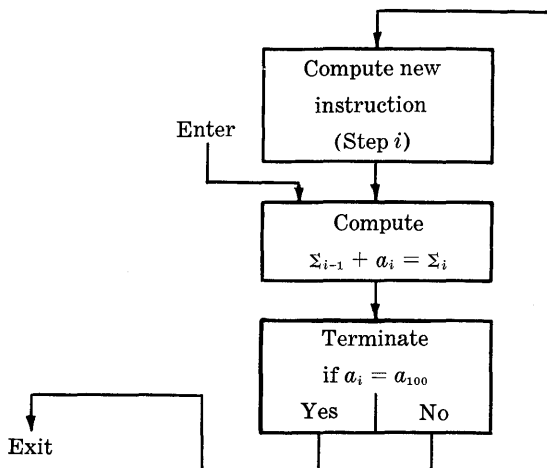 Compute new
instruction
(Step i)
Enter
Compute
Σᵢ₋₁ + aᵢ = Σᵢ
Terminate
if aᵢ = a₁₀₀
Yes No
Exit